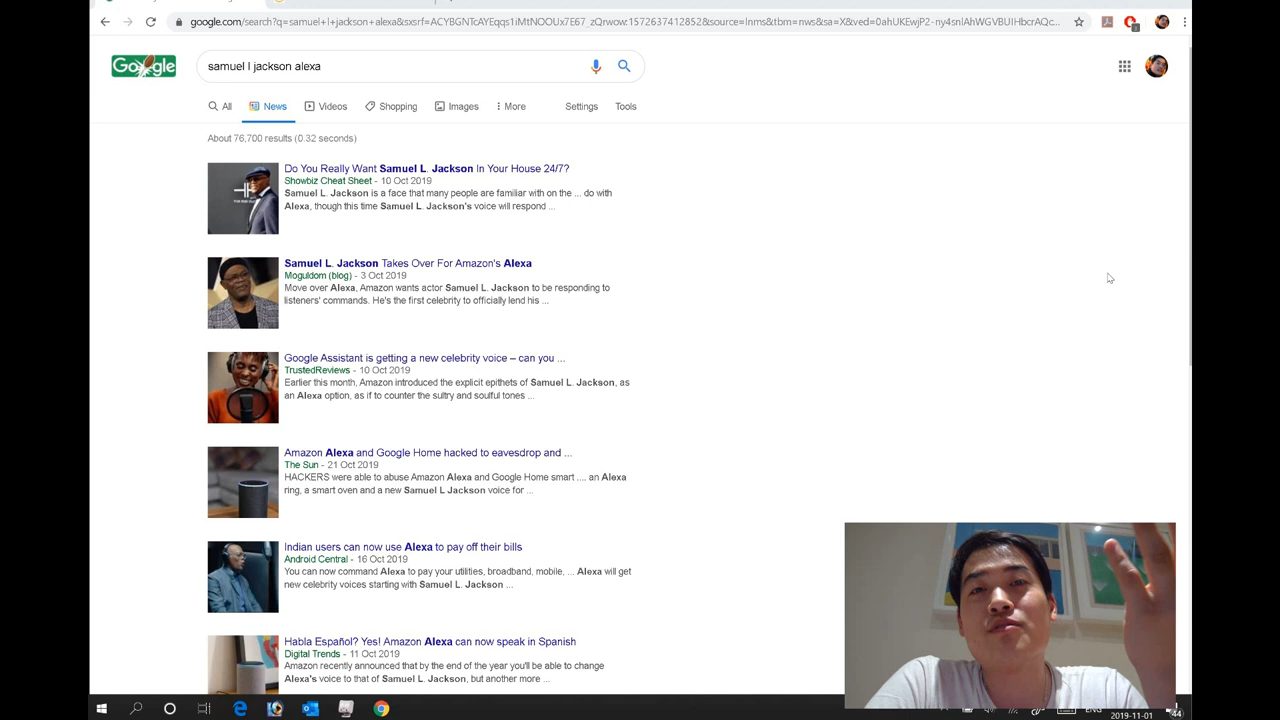 google.com/search?q=samuel+l+jackson+alexa&sxsrf=ACYBGNTcAYEqqs1iMtNOOUx7E67_zQrwow:1572637412852&source=lnms&tbm=nws&sa=X&ved=0ahUKEwjP2-ny4snlAhWGVBUIHbcrAQc...
Google
samuel l jackson alexa
All
News
Videos
Shopping
Images
More
Settings
Tools
About 76,700 results (0.32 seconds)
Do You Really Want Samuel L. Jackson In Your House 24/7?
Showbiz Cheat Sheet - 10 Oct 2019
Samuel L. Jackson is a face that many people are familiar with on the ... do with
Alexa, though this time Samuel L. Jackson's voice will respond ...
Samuel L. Jackson Takes Over For Amazon's Alexa
Moguldom (blog) - 3 Oct 2019
Move over Alexa, Amazon wants actor Samuel L. Jackson to be responding to
listeners' commands. He's the first celebrity to officially lend his ...
Google Assistant is getting a new celebrity voice – can you ...
TrustedReviews - 10 Oct 2019
Earlier this month, Amazon introduced the explicit epithets of Samuel L. Jackson, as
an Alexa option, as if to counter the sultry and soulful tones ...
Amazon Alexa and Google Home hacked to eavesdrop and ...
The Sun - 21 Oct 2019
HACKERS were able to abuse Amazon Alexa and Google Home smart .... an Alexa
ring, a smart oven and a new Samuel L Jackson voice for ...
Indian users can now use Alexa to pay off their bills
Android Central - 16 Oct 2019
You can now command Alexa to pay your utilities, broadband, mobile, ... Alexa will get
new celebrity voices starting with Samuel L. Jackson ...
Habla Español? Yes! Amazon Alexa can now speak in Spanish
Digital Trends - 11 Oct 2019
Amazon recently announced that by the end of the year you'll be able to change
Alexa's voice to that of Samuel L. Jackson, but another more ...
ENG
2019-11-01
44